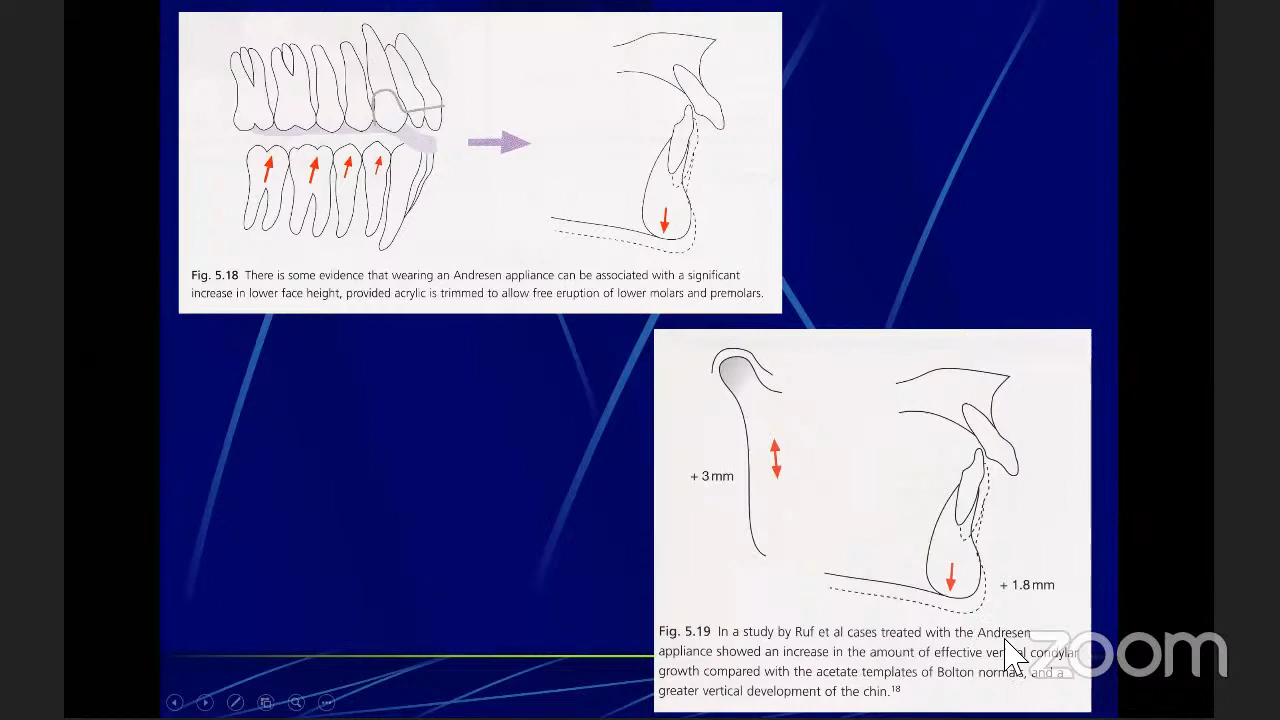 Fig. 5.18 There is some evidence that wearing an Andresen appliance can be associated with a significant
increase in lower face height, provided acrylic is trimmed to allow free eruption of lower molars and premolars.
+ 3 mm
+ 1.8 mm
Fig. 5.19 In a study by Ruf et al cases treated with the Andresen
appliance showed an increase in the amount of effective vertical condylar
growth compared with the acetate templates of Bolton normals, and a
greater vertical development of the chin.18
zoom